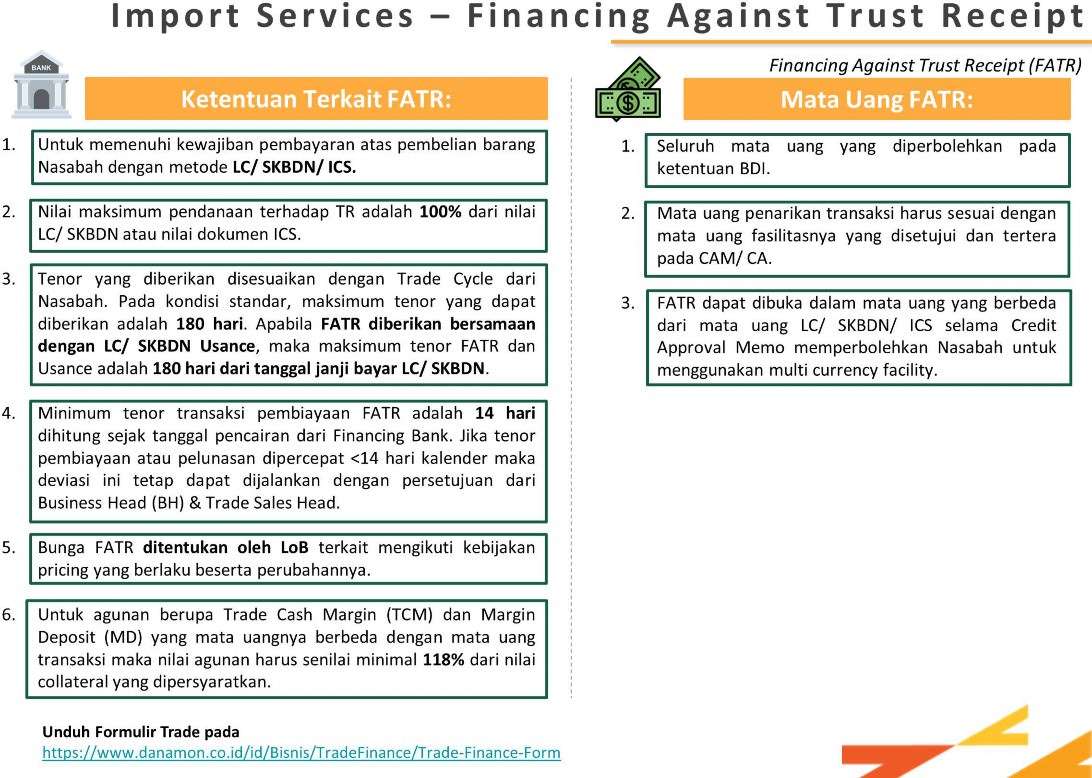 Import Services – Financing Against Trust Receipt
Financing Against Trust Receipt (FATR)
BANK
Ketentuan Terkait FATR:
1. Untuk memenuhi kewajiban pembayaran atas pembelian barang
Nasabah dengan metode LC/ SKBDN/ ICS.
2. Nilai maksimum pendanaan terhadap TR adalah 100% dari nilai
LC/ SKBDN atau nilai dokumen ICS.
3. Tenor yang diberikan disesuaikan dengan Trade Cycle dari
Nasabah. Pada kondisi standar, maksimum tenor yang dapat
diberikan adalah 180 hari. Apabila FATR diberikan bersamaan
dengan LC/ SKBDN Usance, maka maksimum tenor FATR dan
Usance adalah 180 hari dari tanggal janji bayar LC/ SKBDN.
4. Minimum tenor transaksi pembiayaan FATR adalah 14 hari
dihitung sejak tanggal pencairan dari Financing Bank. Jika tenor
pembiayaan atau pelunasan dipercepat <14 hari kalender maka
deviasi ini tetap dapat dijalankan dengan persetujuan dari
Business Head (BH) & Trade Sales Head.
5. Bunga FATR ditentukan oleh LoB terkait mengikuti kebijakan
pricing yang berlaku beserta perubahannya.
6. Untuk agunan berupa Trade Cash Margin (TCM) dan Margin
Deposit (MD) yang mata uangnya berbeda dengan mata uang
transaksi maka nilai agunan harus senilai minimal 118% dari nilai
collateral yang dipersyaratkan.
Unduh Formulir Trade pada
https://www.danamon.co.id/id/Bisnis/TradeFinance/Trade-Finance-Form
$
Mata Uang FATR:
1. Seluruh mata uang yang diperbolehkan pada
ketentuan BDI.
2. Mata uang penarikan transaksi harus sesuai dengan
mata uang fasilitasnya yang disetujui dan tertera
pada CAM/ CA.
3. FATR dapat dibuka dalam mata uang yang berbeda
dari mata uang LC/ SKBDN/ ICS selama Credit
Approval Memo memperbolehkan Nasabah untuk
menggunakan multi currency facility.